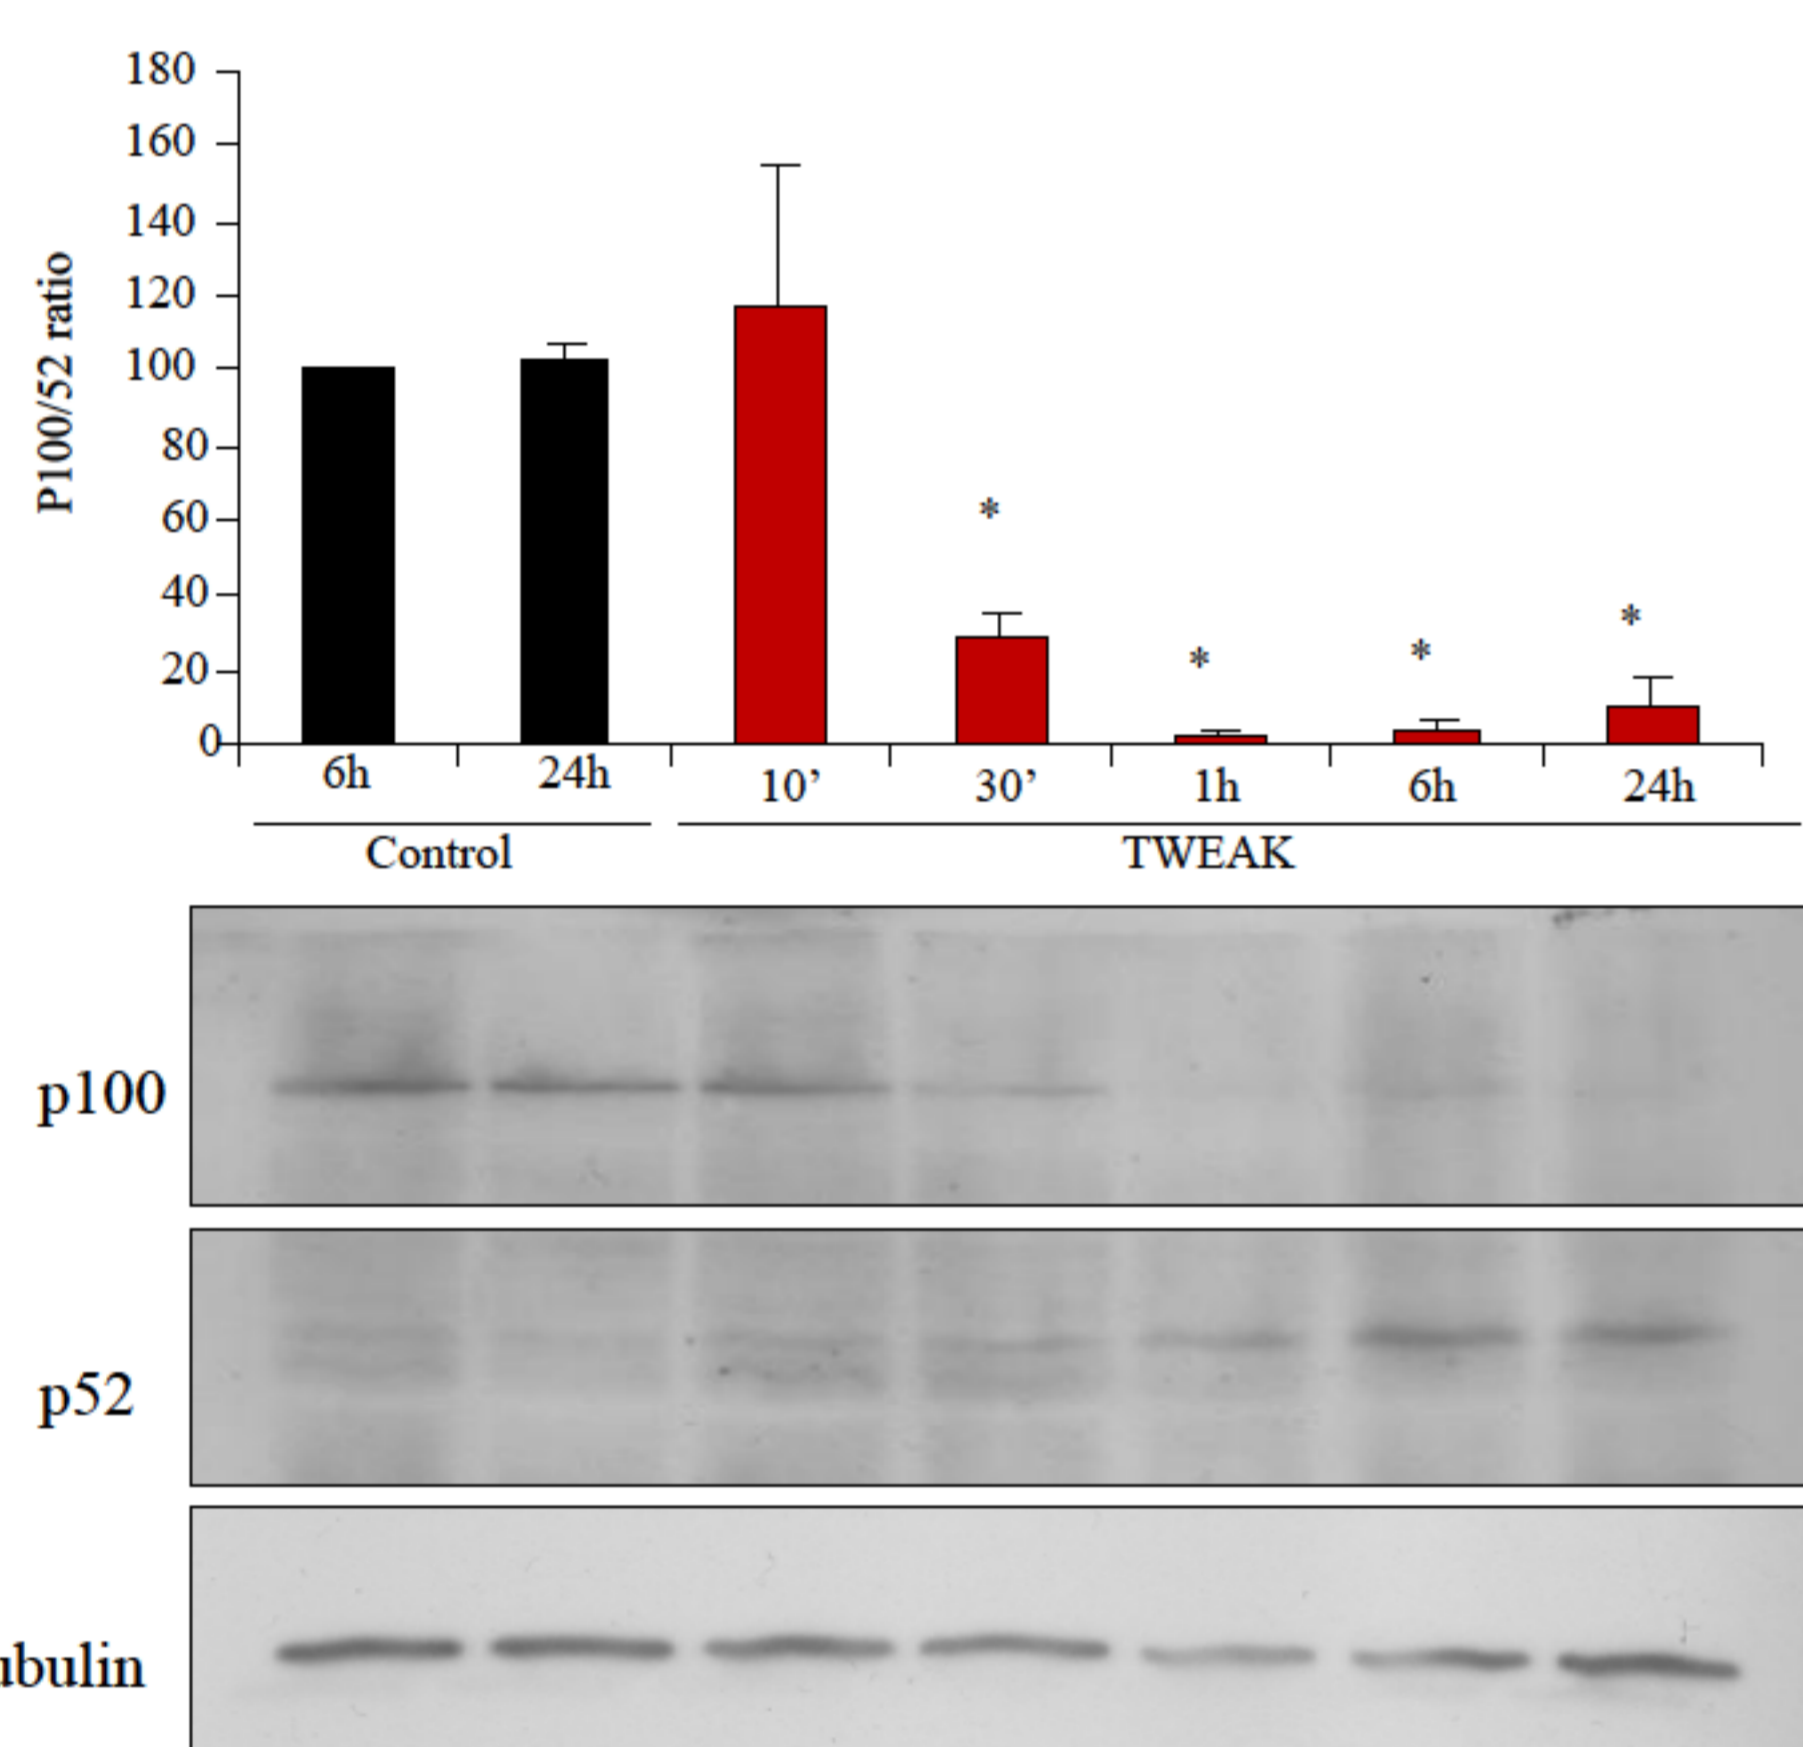 180
160
140
120
100
80
60
40
20
0
P100/52 ratio
* * * *
6h 24h 10’ 30’ 1h 6h 24h
Control TWEAK
p100
p52
ubulin